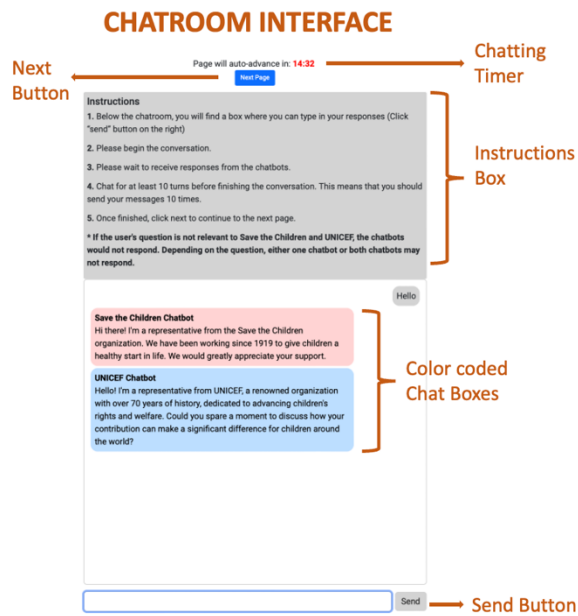 CHATROOM INTERFACE
Page will auto-advance in: 14:32
Chatting
Timer
Next
Button
Next Page
Instructions
1. Below the chatroom, you will find a box where you can type in your responses (Click
"send" button on the right)
2. Please begin the conversation.
3. Please wait to receive responses from the chatbots.
4. Chat for at least 10 turns before finishing the conversation. This means that you should
send your messages 10 times.
5. Once finished, click next to continue to the next page.
* If the user's question is not relevant to Save the Children and UNICEF, the chatbots
would not respond. Depending on the question, either one chatbot or both chatbots may
not respond.
Instructions
Box
Hello
Save the Children Chatbot
Hi there! I'm a representative from the Save the Children
organization. We have been working since 1919 to give children a
healthy start in life. We would greatly appreciate your support.
UNICEF Chatbot
Hello! I'm a representative from UNICEF, a renowned organization
with over 70 years of history, dedicated to advancing children's
rights and welfare. Could you spare a moment to discuss how your
contribution can make a significant difference for children around
the world?
Color coded
Chat Boxes
Send
Send Button